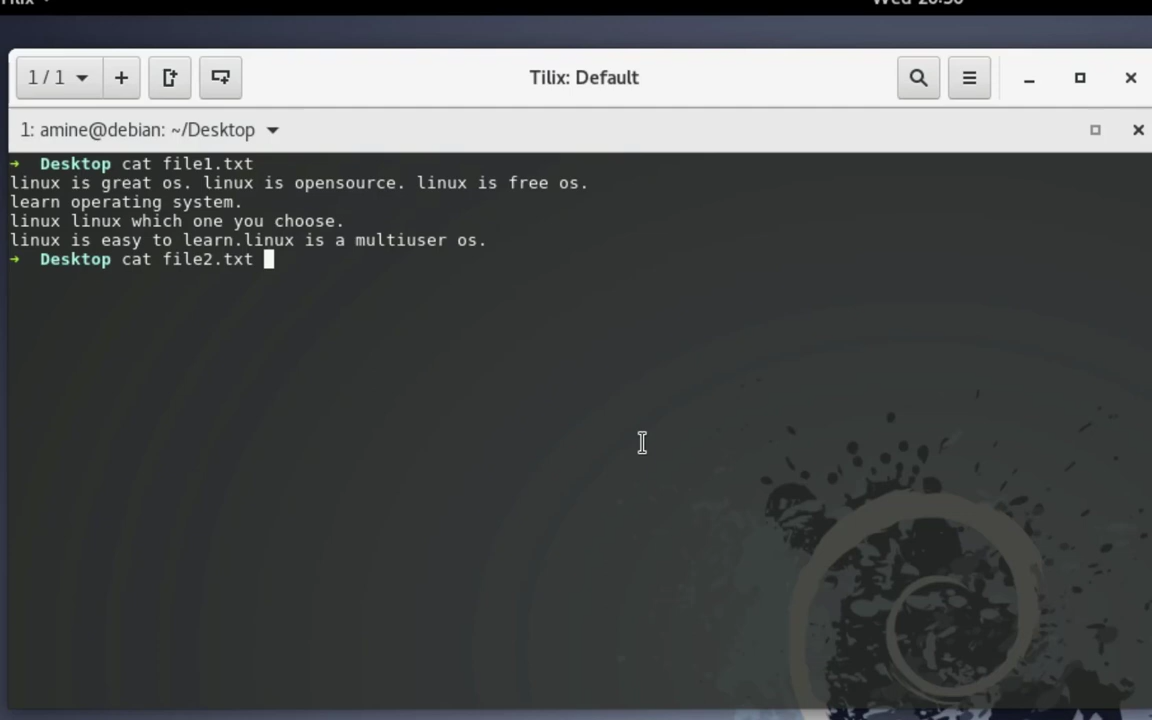 1 / 1
Tilix: Default
1: amine@debian: ~/Desktop
➜ Desktop cat file1.txt
linux is great os. linux is opensource. linux is free os.
learn operating system.
linux linux which one you choose.
linux is easy to learn.linux is a multiuser os.
➜ Desktop cat file2.txt